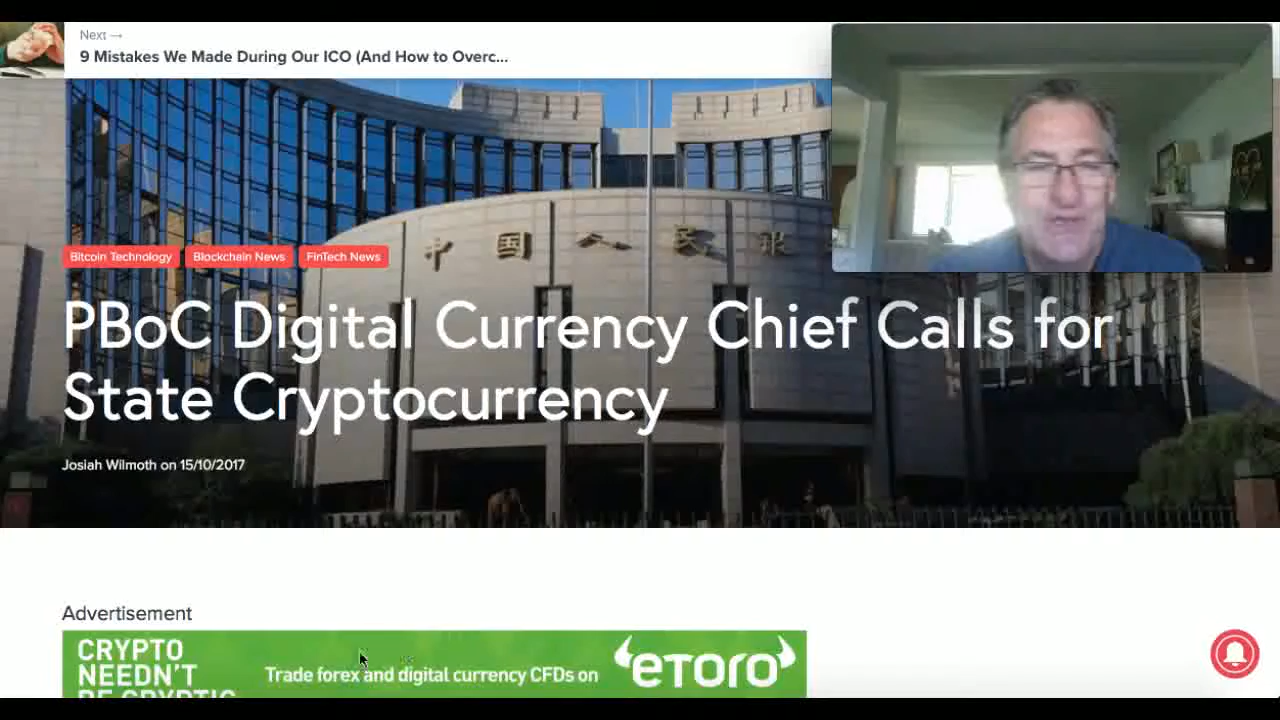 Next →
9 Mistakes We Made During Our ICO (And How to Overc...
中国人民银
Bitcoin Technology
Blockchain News
FinTech News
PBoC Digital Currency Chief Calls for
State Cryptocurrency
Josiah Wilmoth on 15/10/2017
Advertisement
CRYPTO
NEEDN'T
BE CRYPTIC
Trade forex and digital currency CFDs on
eTORO